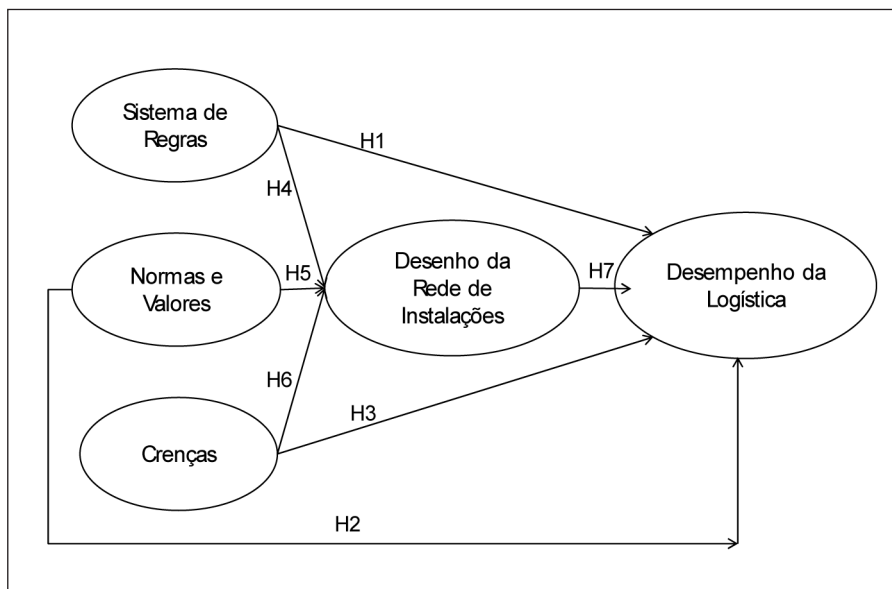 Sistema de
Regras
H1
H4
Normas e
Valores
H5
Desenho da
Rede de
Instalações
H7
Desempenho da
Logística
H6
H3
Crenças
H2